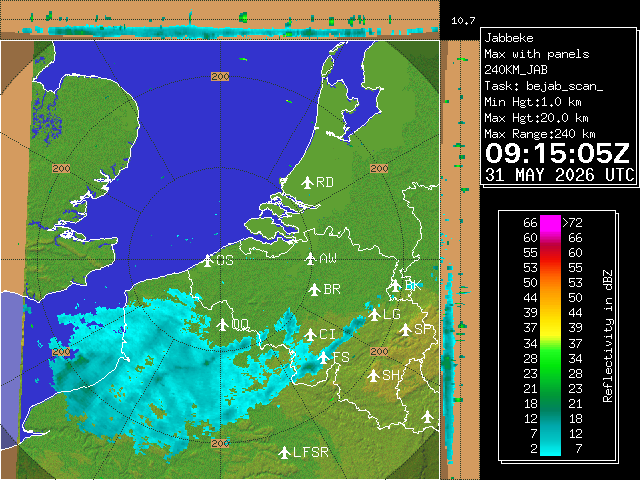 10.7
Jabbeke
Max with panels
240KM_JAB
Task: bejab_scan_
Min Hgt:1.0 km
Max Hgt:20.0 km
Max Range:240 km
09:15:05Z
31 MAY 2026 UTC
200
200
200
RD
OS
AW
BR
BK
LG
QO
CI
SP
200
FS
200
SH
200
LFSR
66 >72
60 66
55 60
53 55
50 53
44 50
39 44
37 39
34 37
28 34
23 28
21 23
18 21
12 18
7 12
2 7
Reflectivity in dBZ